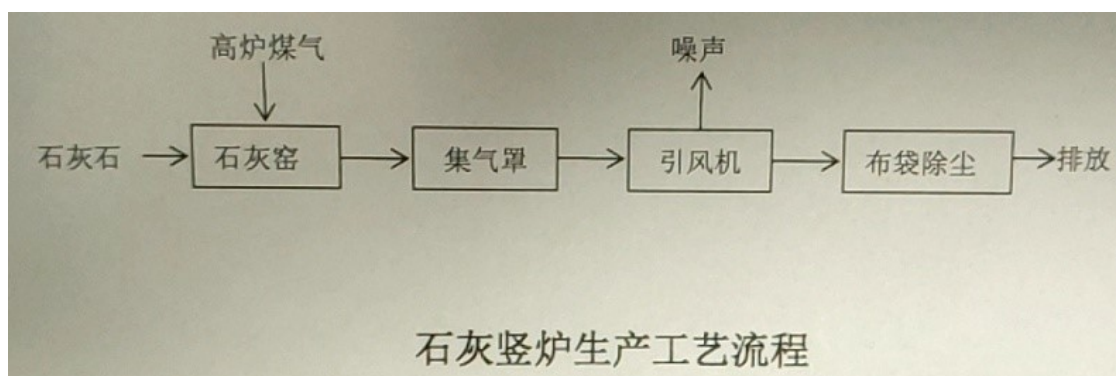 高炉煤气
噪声
石灰石
石灰窑
集气罩
引风机
布袋除尘
排放
石灰竖炉生产工艺流程